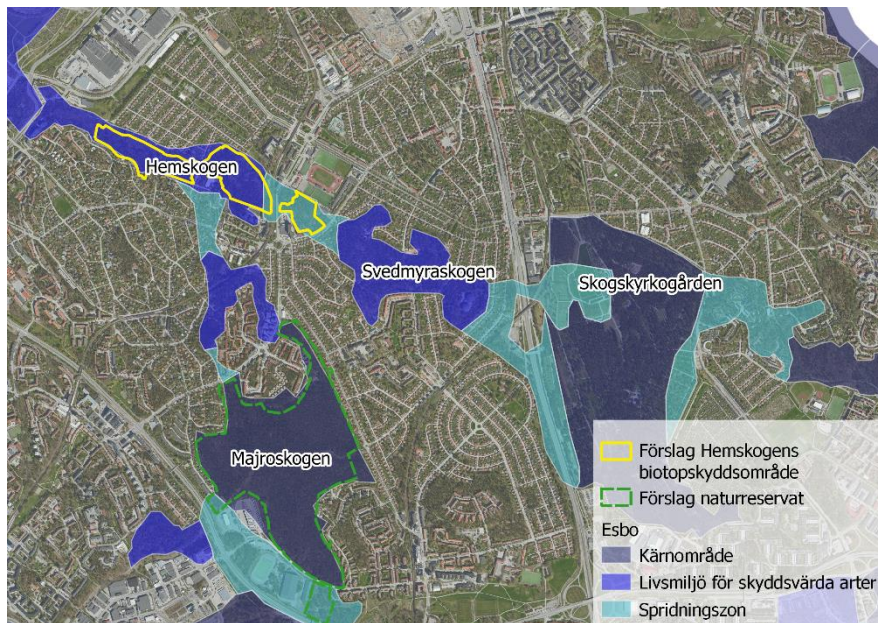 Hemskogen
Svedmyraskogen
Skogskyrkogården
Majroskogen
Förslag Hemskogens
biotopskyddsområde
Förslag naturreservat
Esbo
Kärnområde
Livsmiljö för skyddsvärda arter
Spridningszon